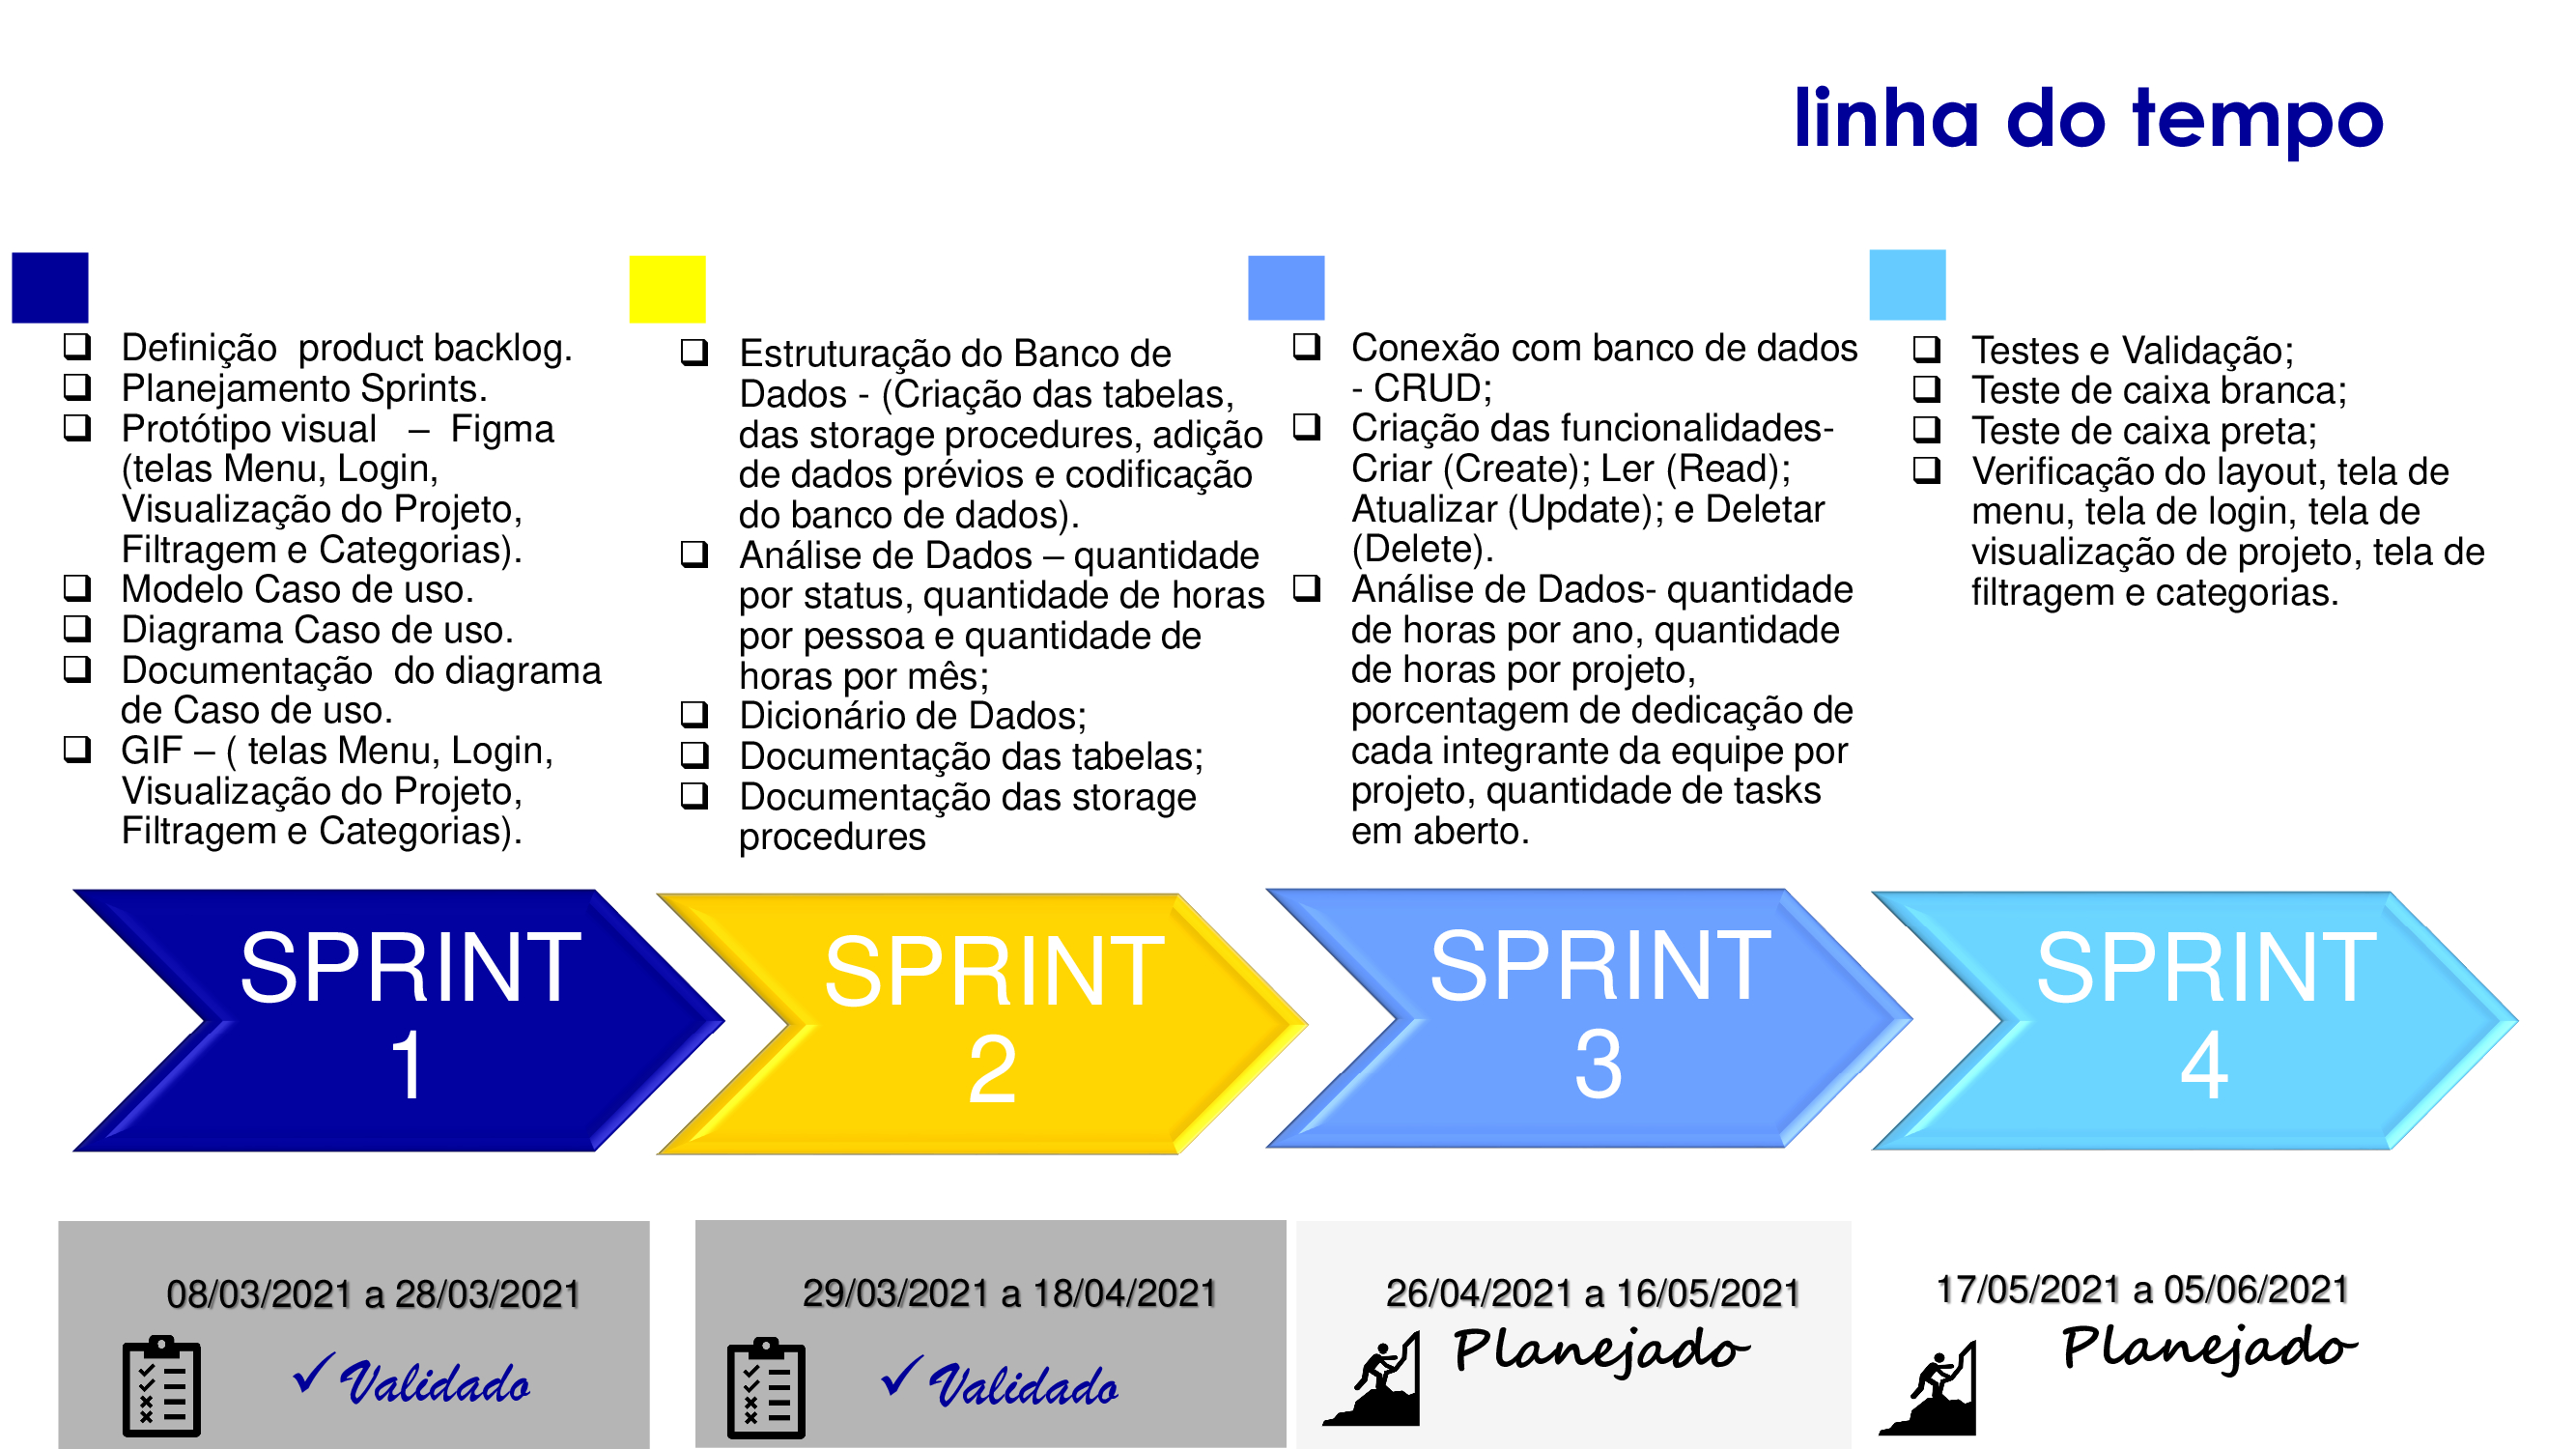 linha do tempo
Definição  product backlog.
Planejamento Sprints.
Protótipo visual  –  Figma
(telas Menu, Login,
Visualização do Projeto,
Filtragem e Categorias).
Modelo Caso de uso.
Diagrama Caso de uso.
Documentação  do diagrama
de Caso de uso.
GIF – ( telas Menu, Login,
Visualização do Projeto,
Filtragem e Categorias).
Estruturação do Banco de
Dados - (Criação das tabelas,
das storage procedures, adição
de dados prévios e codificação
do banco de dados).
Análise de Dados – quantidade
por status, quantidade de horas
por pessoa e quantidade de
horas por mês;
Dicionário de Dados;
Documentação das tabelas;
Documentação das storage
procedures
Conexão com banco de dados
- CRUD;
Criação das funcionalidades-
Criar (Create); Ler (Read);
Atualizar (Update); e Deletar
(Delete).
Análise de Dados- quantidade
de horas por ano, quantidade
de horas por projeto,
porcentagem de dedicação de
cada integrante da equipe por
projeto, quantidade de tasks
em aberto.
Testes e Validação;
Teste de caixa branca;
Teste de caixa preta;
Verificação do layout, tela de
menu, tela de login, tela de
visualização de projeto, tela de
filtragem e categorias.
SPRINT
1
SPRINT
2
SPRINT
3
SPRINT
4
08/03/2021 a 28/03/2021
✓ Validado
29/03/2021 a 18/04/2021
✓ Validado
26/04/2021 a 16/05/2021
Planejado
17/05/2021 a 05/06/2021
Planejado